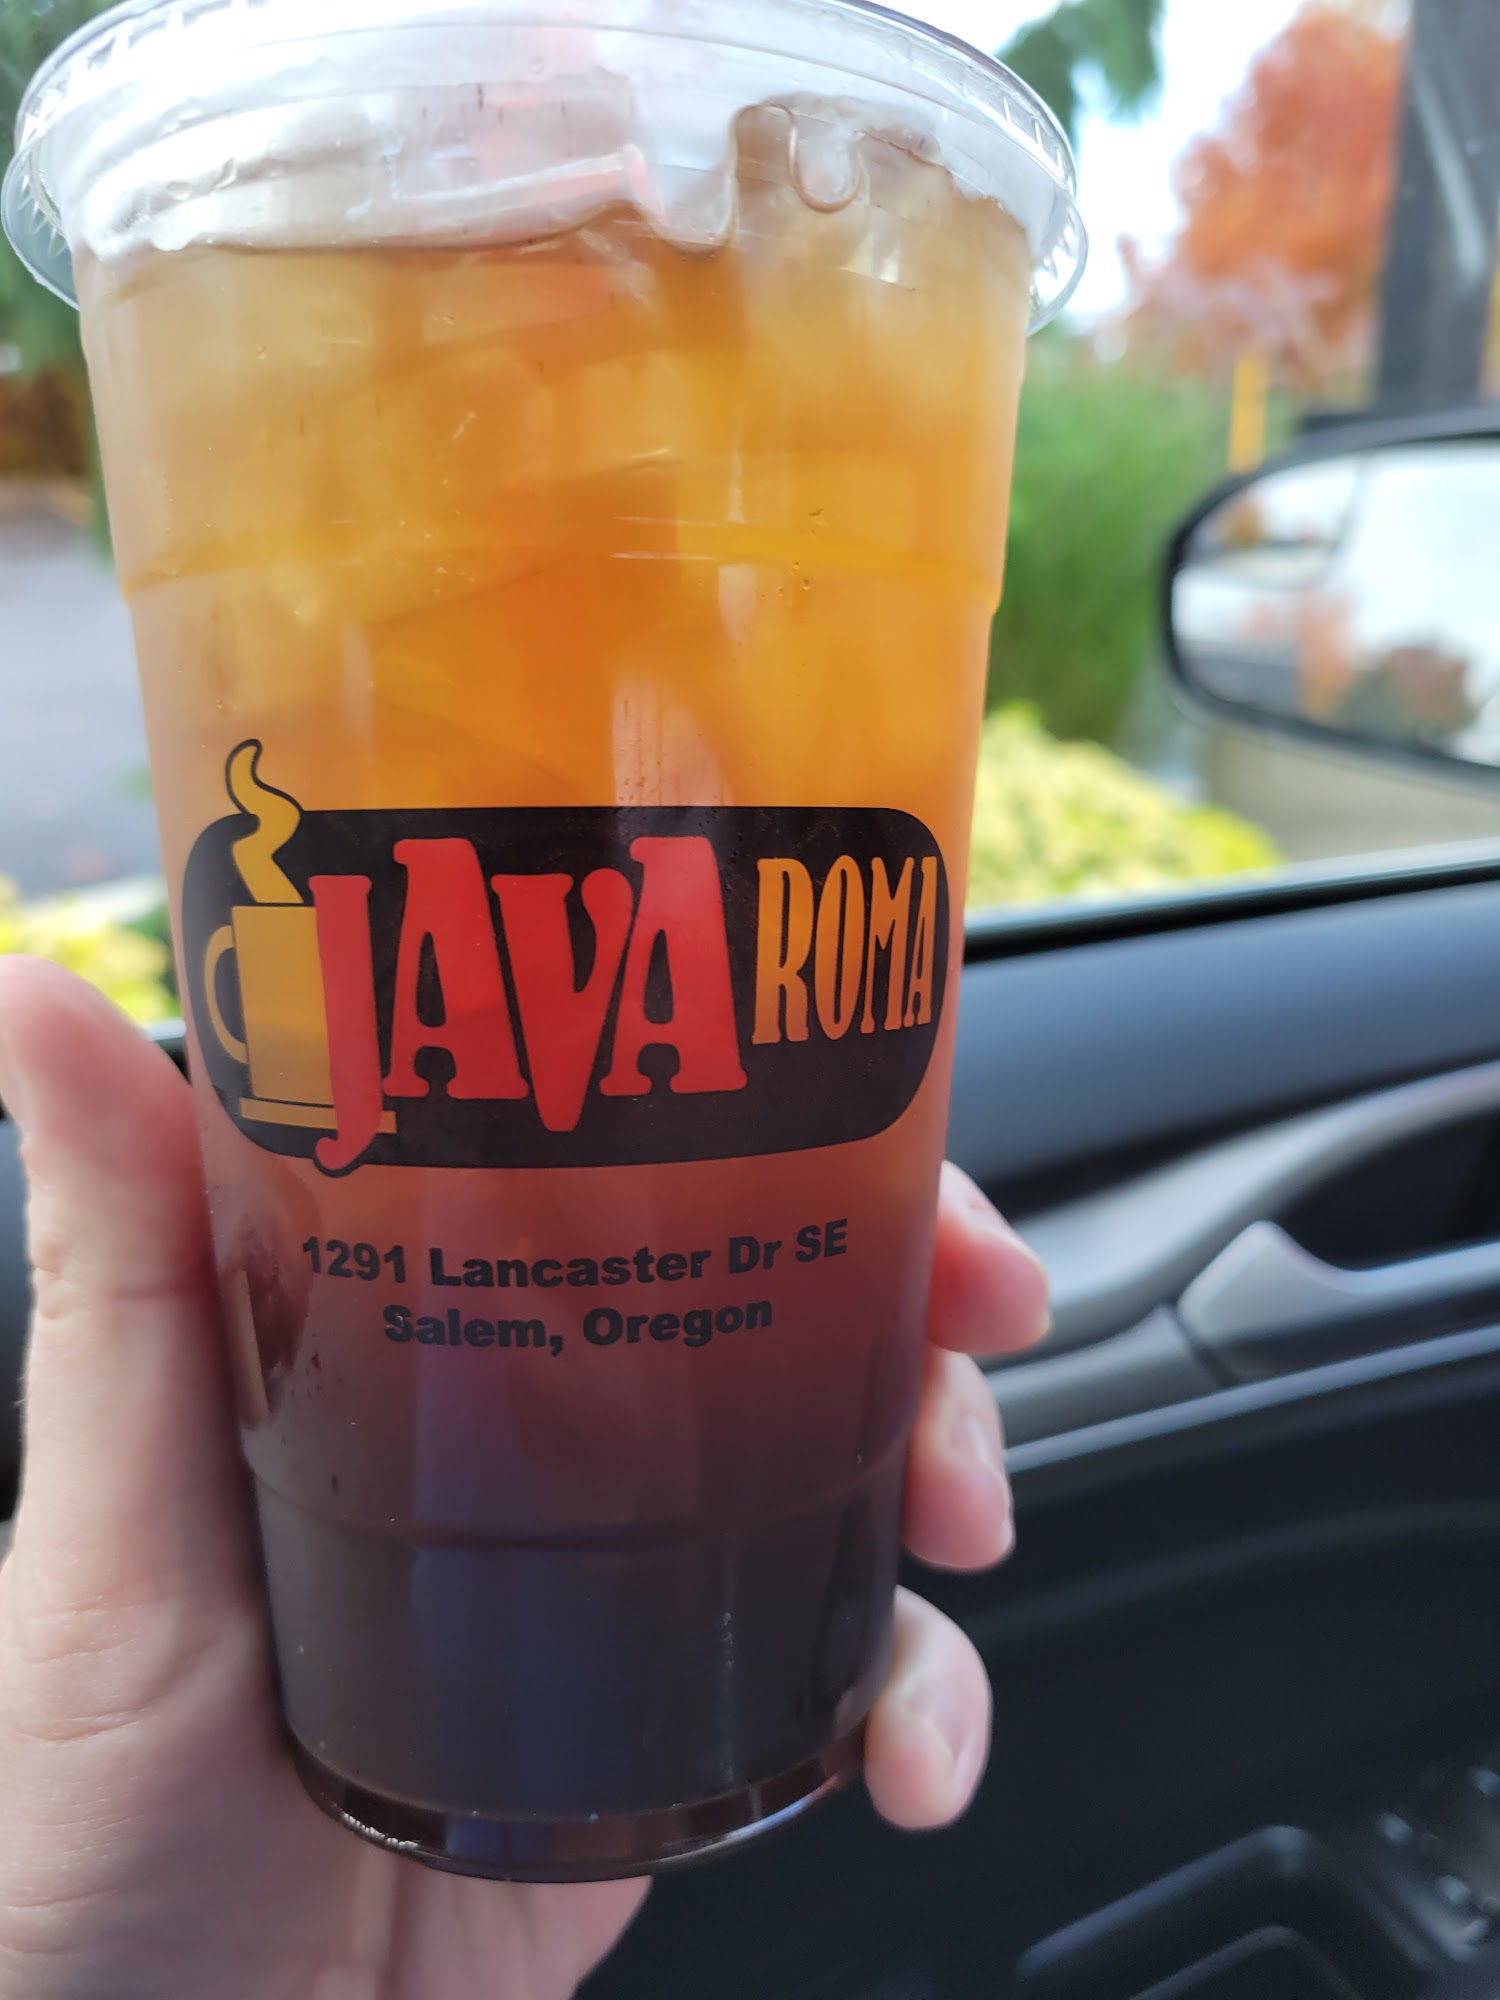 JAVA ROMA
1291 Lancaster Dr SE
Salem, Oregon